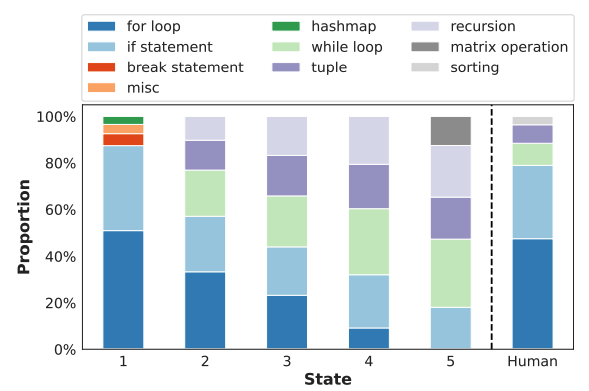 for loop
hashmap
recursion
if statement
while loop
matrix operation
break statement
tuple
sorting
misc
100%
80%
60%
40%
20%
0%
Proportion
1 2 3 4 5 Human
State